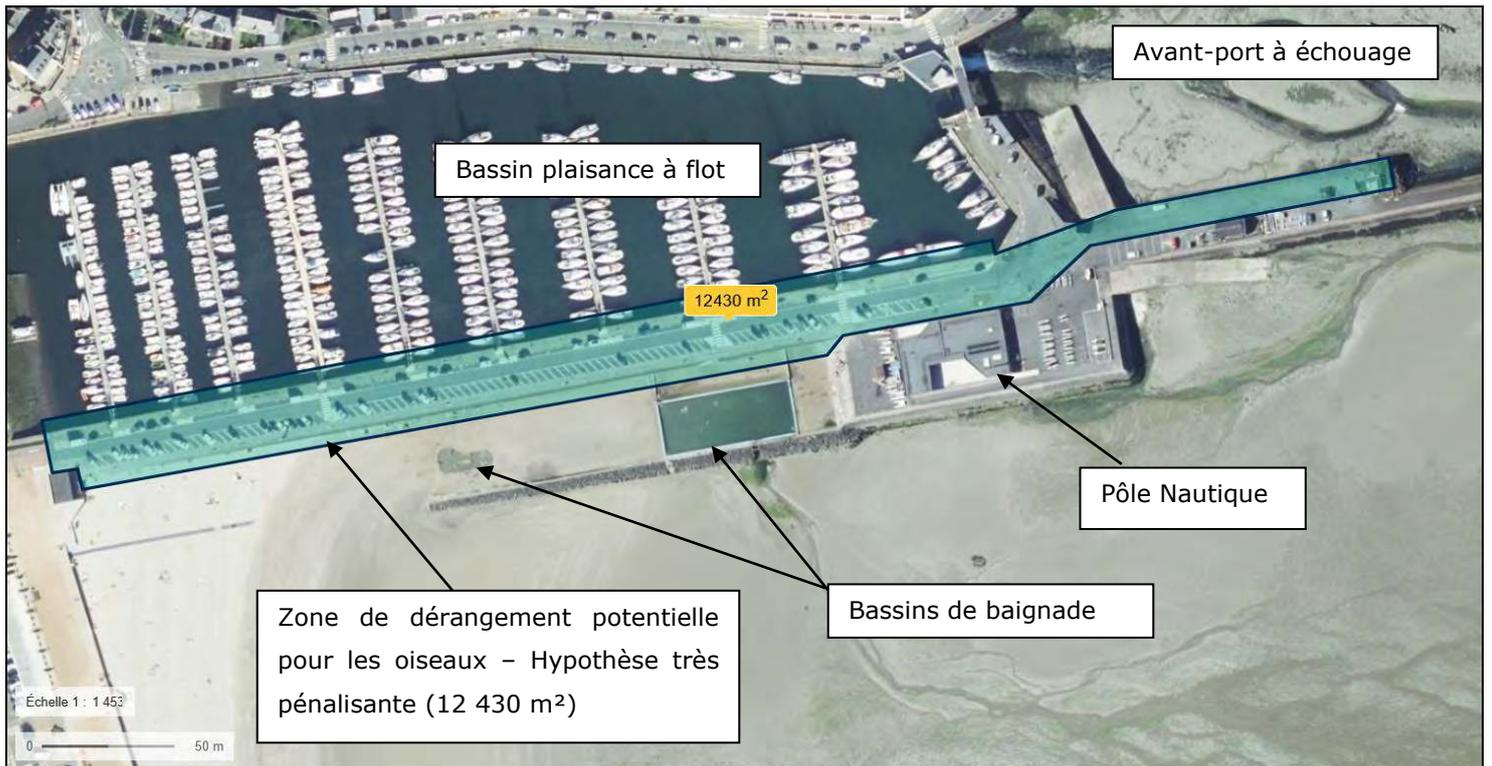 Avant-port à échouage
Bassin plaisance à flot
12430 m²
Pôle Nautique
Bassins de baignade
Zone de dérangement potentielle
pour les oiseaux – Hypothèse très
pénalisante (12 430 m²)
Échelle 1 : 1 453
0 50 m